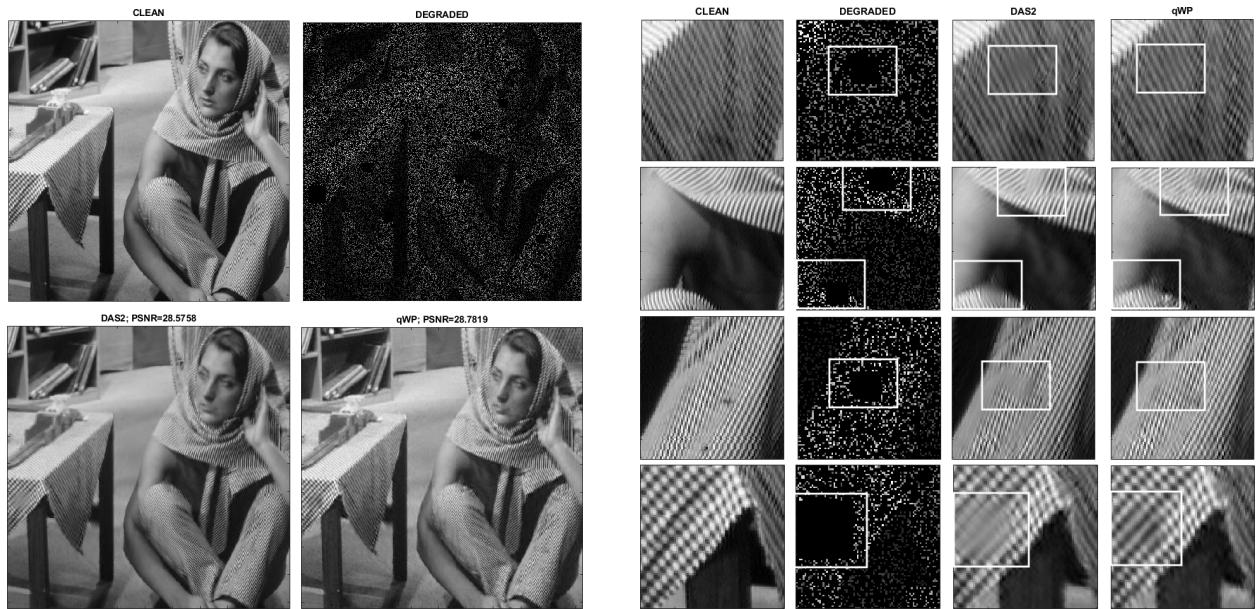 CLEAN
DEGRADED
DAS2; PSNR=28.5758
qWP; PSNR=28.7819
CLEAN
DEGRADED
DAS2
qWP